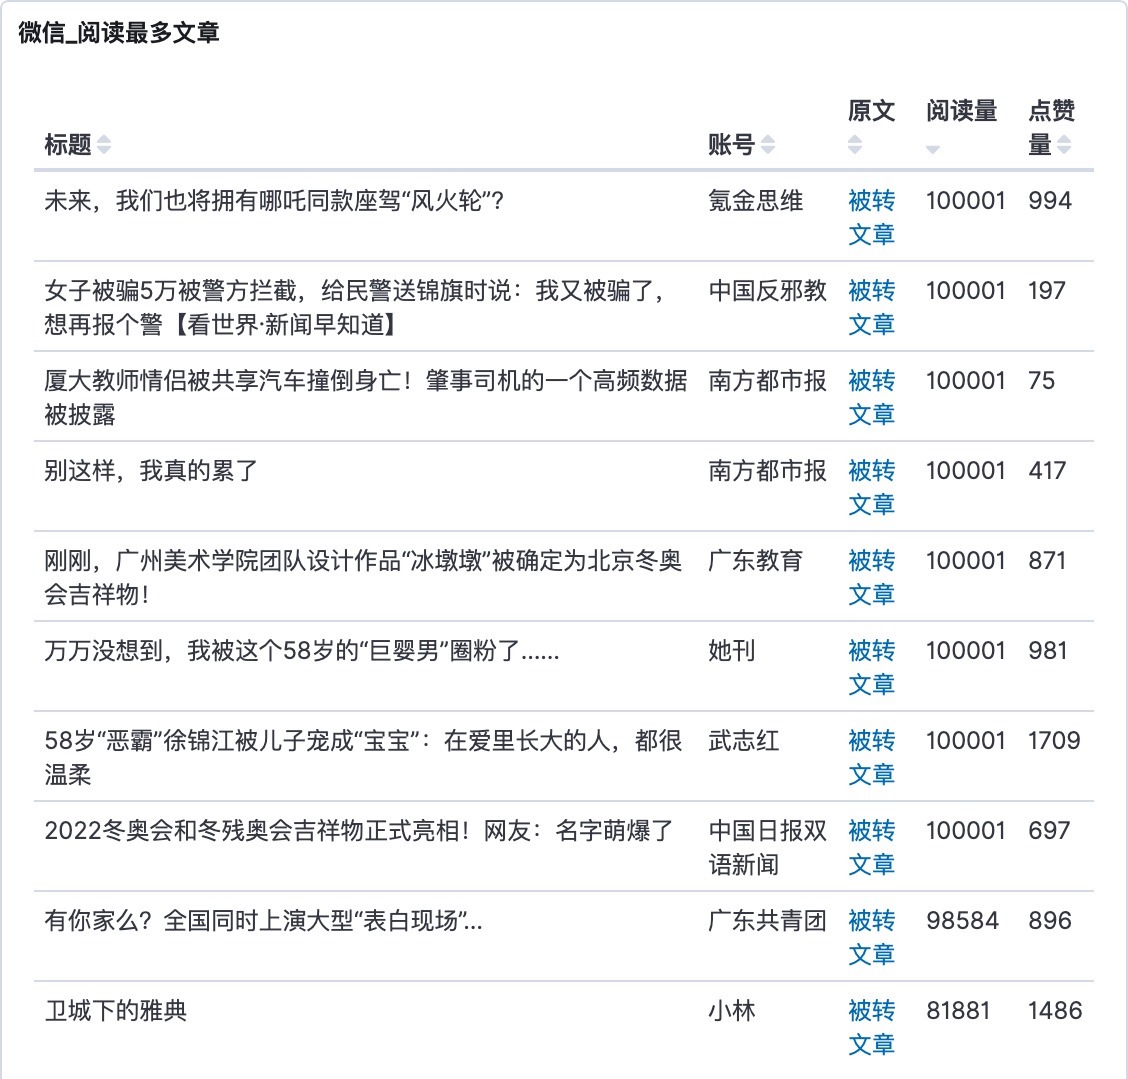 微信_阅读最多文章
标题 账号 原文 阅读量 点赞量
未来，我们也将拥有哪吒同款座驾“风火轮”? 氪金思维 被转 100001 994
文章
女子被骗5万被警方拦截，给民警送锦旗时说：我又被骗了， 中国反邪教 被转 100001 197
想再报个警【看世界·新闻早知道】 文章
厦大教师情侣被共享汽车撞倒身亡！肇事司机的一个高频数据 南方都市报 被转 100001 75
被披露 文章
别这样，我真的累了 南方都市报 被转 100001 417
文章
刚刚，广州美术学院团队设计作品“冰墩墩”被确定为北京冬奥 广东教育 被转 100001 871
会吉祥物！ 文章
万万没想到，我被这个58岁的“巨婴男”圈粉了...... 她刊 被转 100001 981
文章
58岁“恶霸”徐锦江被儿子宠成“宝宝”：在爱里长大的人，都很 武志红 被转 100001 1709
温柔 文章
2022冬奥会和冬残奥会吉祥物正式亮相！网友：名字萌爆了 中国日报双 被转 100001 697
语新闻 文章
有你家么？全国同时上演大型“表白现场”... 广东共青团 被转 98584 896
文章
卫城下的雅典 小林 被转 81881 1486
文章